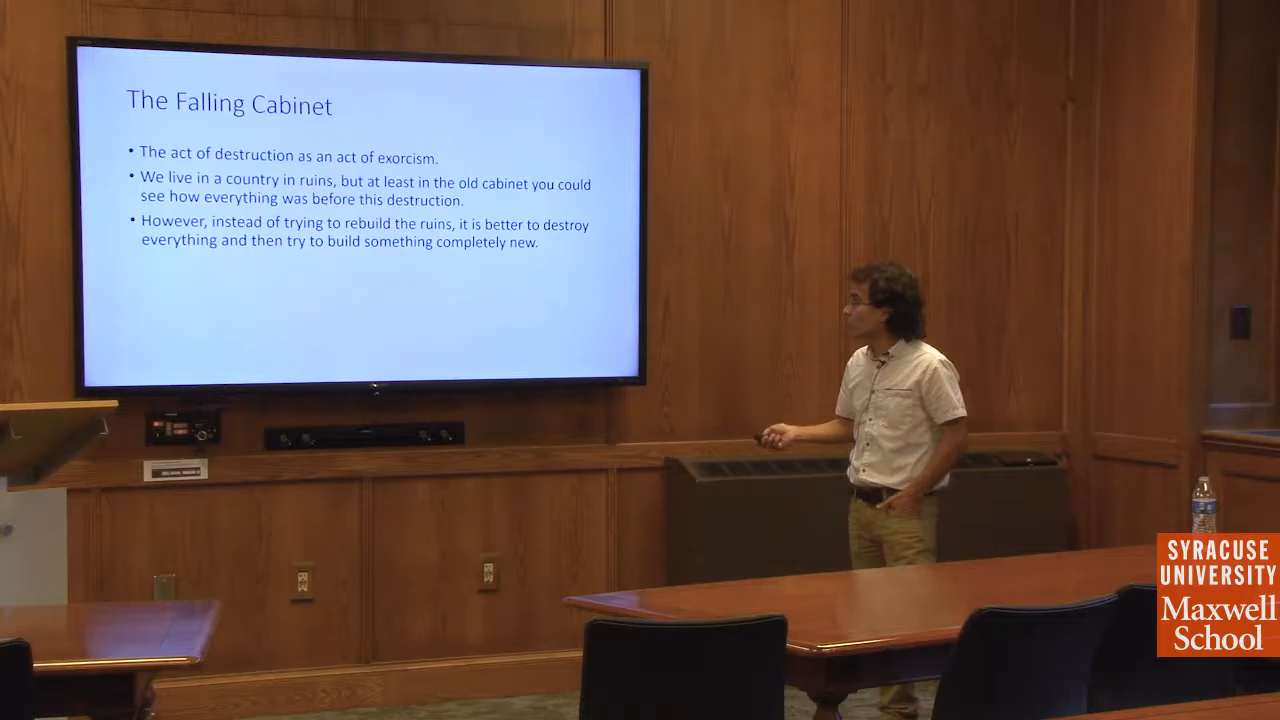 The Falling Cabinet
• The act of destruction as an act of exorcism.
• We live in a country in ruins, but at least in the old cabinet you could
see how everything was before this destruction.
• However, instead of trying to rebuild the ruins, it is better to destroy
everything and then try to build something completely new.
SYRACUSE
UNIVERSITY
Maxwell
School